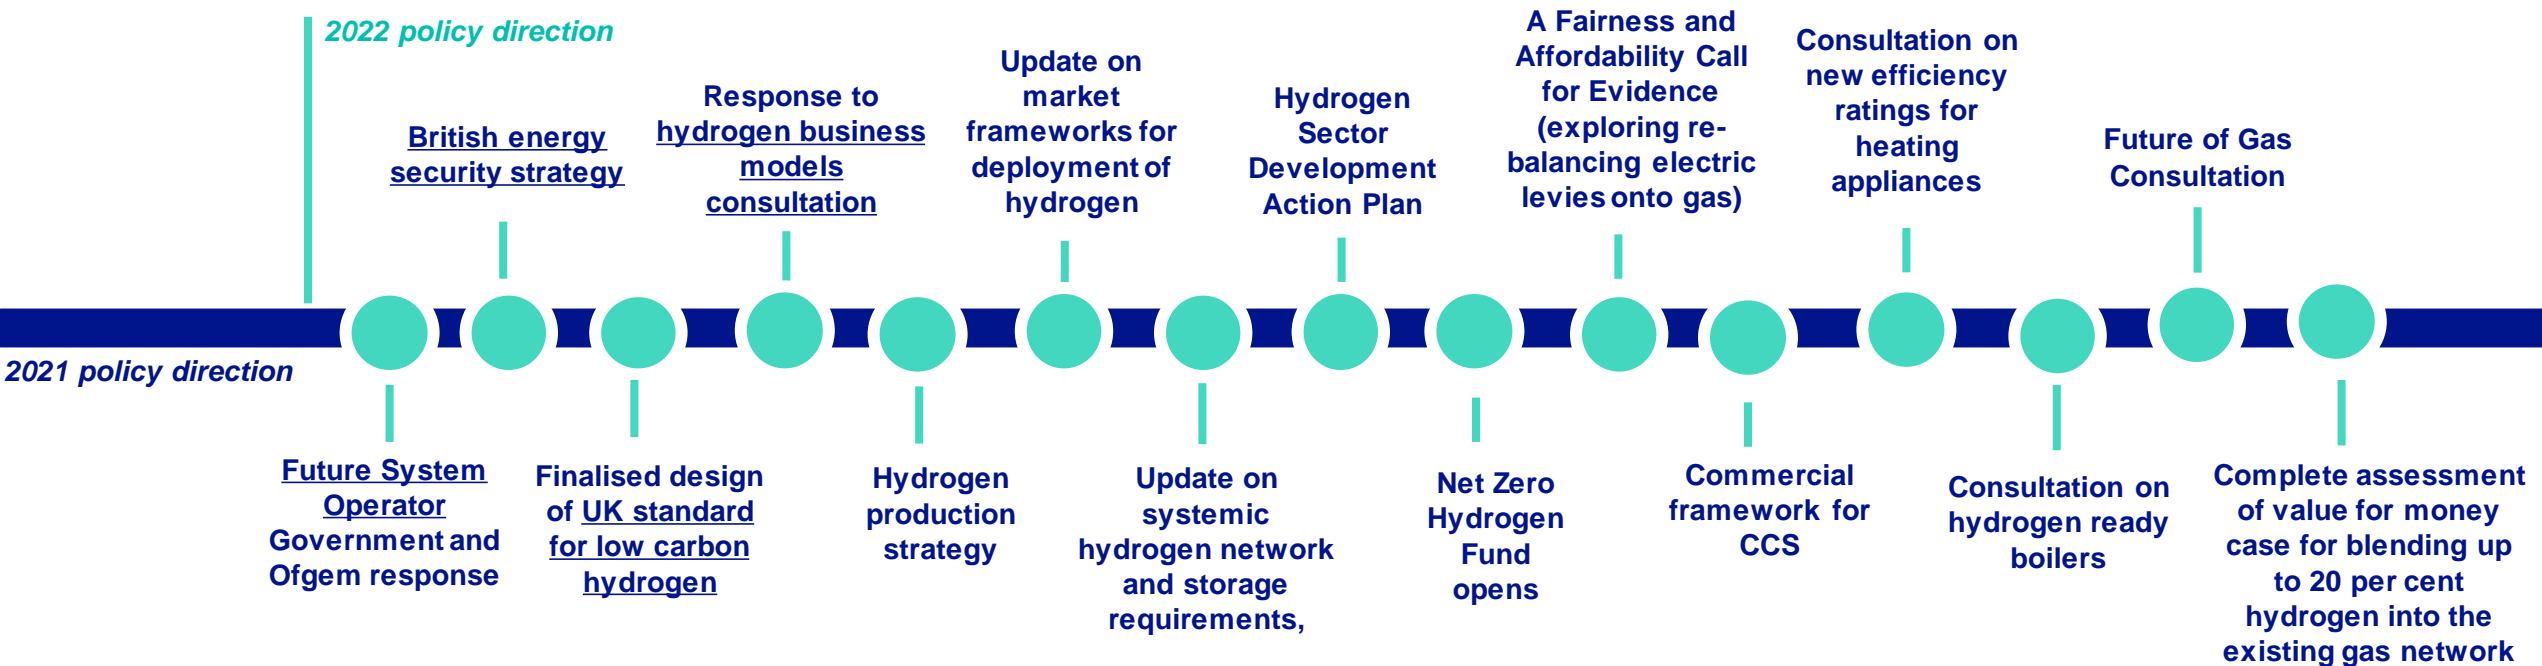 2022 policy direction
2021 policy direction
Future System
Operator
Government and
Ofgem response
British energy
security strategy
Finalised design
of UK standard
for low carbon
hydrogen
Response to
hydrogen business
models
consultation
Hydrogen
production
strategy
Update on
market
frameworks for
deployment of
hydrogen
Update on
systemic
hydrogen network
and storage
requirements,
Hydrogen
Sector
Development
Action Plan
Net Zero
Hydrogen
Fund
opens
A Fairness and
Affordability Call
for Evidence
(exploring re-
balancing electric
levies onto gas)
Commercial
framework for
CCS
Consultation on
new efficiency
ratings for
heating
appliances
Consultation on
hydrogen ready
boilers
Future of Gas
Consultation
Complete assessment
of value for money
case for blending up
to 20 per cent
hydrogen into the
existing gas network